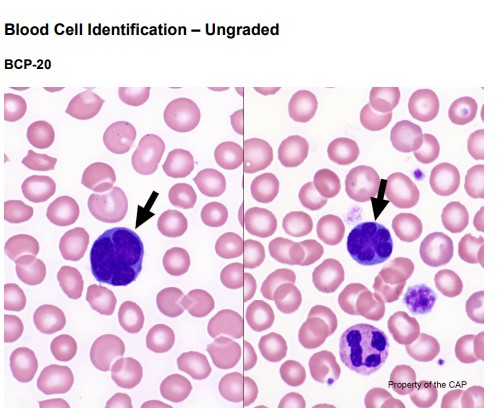 Blood Cell Identification – Ungraded
BCP-20
Property of the CAP